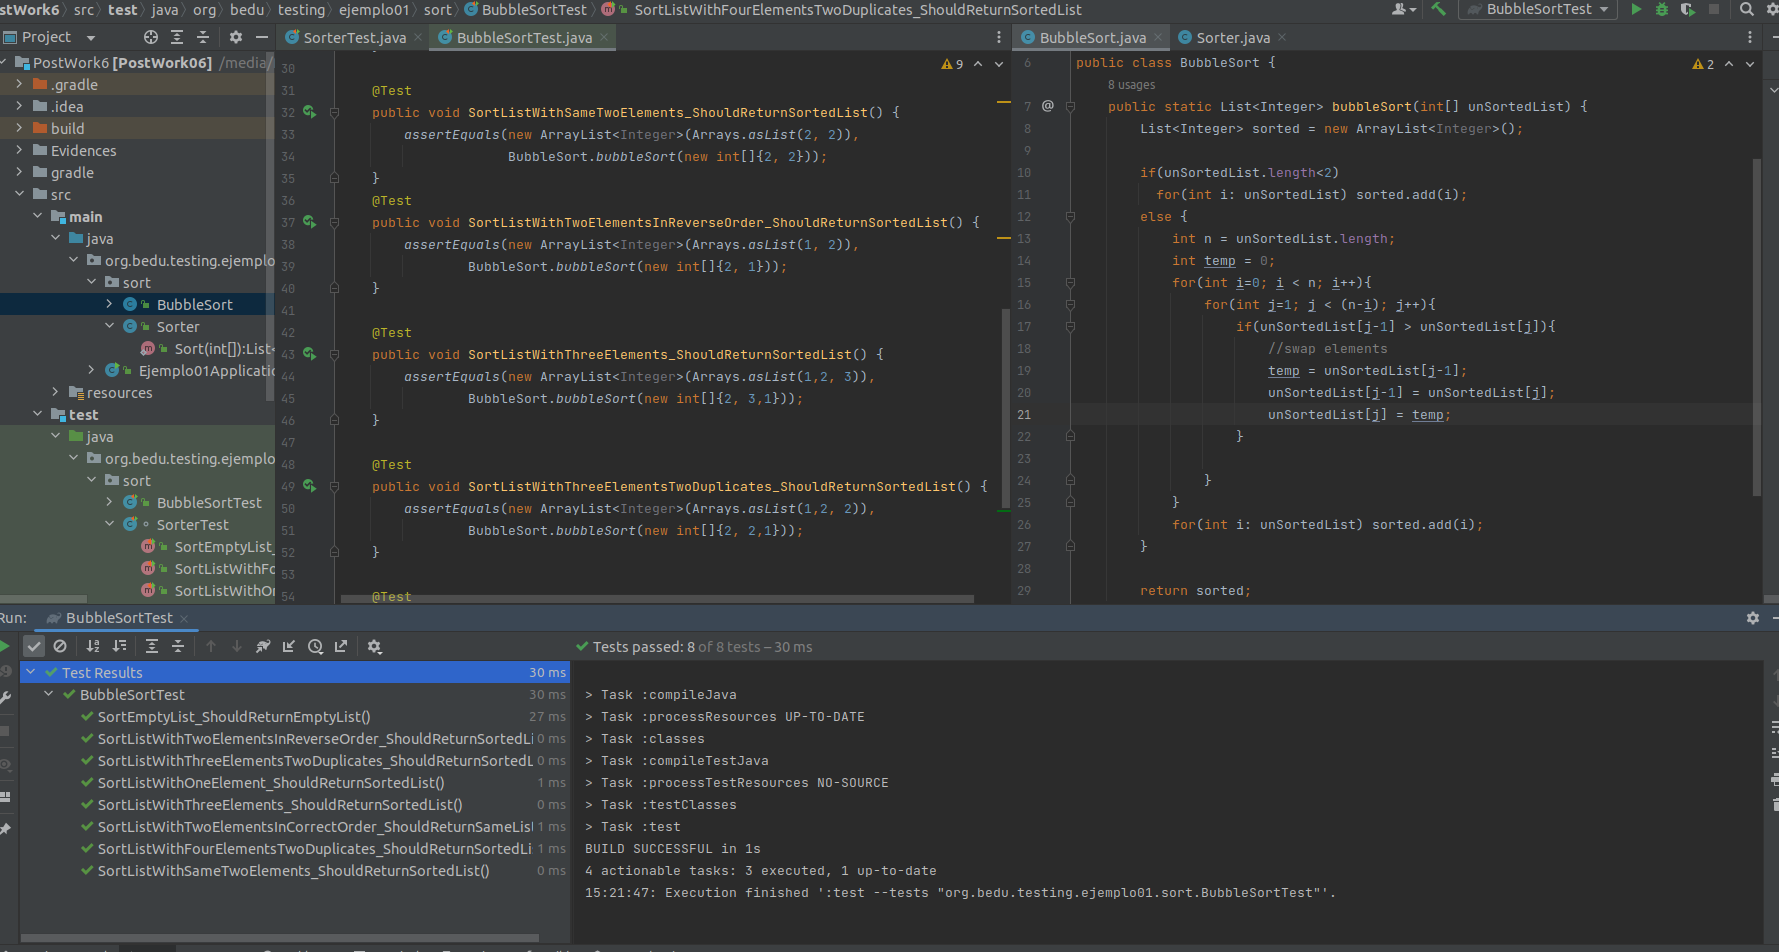 stWork6 › src › test › java › org › bedu › testing › ejemplo01 › sort › BubbleSortTest › SortListWithFourElementsTwoDuplicates_ShouldReturnSortedList
BubbleSortTest
Project
SorterTest.java
BubbleSortTest.java
BubbleSort.java
Sorter.java
PostWork6 [PostWork06] /media/
.gradle
.idea
build
Evidences
gradle
src
main
java
org.bedu.testing.ejemplo
sort
BubbleSort
Sorter
Sort(int[]):List
Ejemplo01Applicatio
resources
test
java
org.bedu.testing.ejemplo
sort
BubbleSortTest
SorterTest
SortEmptyList_
SortListWithFo
SortListWithOn
9
30
31 @Test
32 public void SortListWithSameTwoElements_ShouldReturnSortedList() {
33 assertEquals(new ArrayList<Integer>(Arrays.asList(2, 2)),
34 BubbleSort.bubbleSort(new int[]{2, 2}));
35 }
36 @Test
37 public void SortListWithTwoElementsInReverseOrder_ShouldReturnSortedList() {
38 assertEquals(new ArrayList<Integer>(Arrays.asList(1, 2)),
39 BubbleSort.bubbleSort(new int[]{2, 1}));
40 }
41
42 @Test
43 public void SortListWithThreeElements_ShouldReturnSortedList() {
44 assertEquals(new ArrayList<Integer>(Arrays.asList(1,2, 3)),
45 BubbleSort.bubbleSort(new int[]{2, 3,1}));
46 }
47
48 @Test
49 public void SortListWithThreeElementsTwoDuplicates_ShouldReturnSortedList() {
50 assertEquals(new ArrayList<Integer>(Arrays.asList(1,2, 2)),
51 BubbleSort.bubbleSort(new int[]{2, 2,1}));
52 }
53
54 @Test
2
6 public class BubbleSort {
8 usages
7 @ public static List<Integer> bubbleSort(int[] unSortedList) {
8 List<Integer> sorted = new ArrayList<Integer>();
9
10 if(unSortedList.length<2)
11 for(int i: unSortedList) sorted.add(i);
12 else {
13 int n = unSortedList.length;
14 int temp = 0;
15 for(int i=0; i < n; i++){
16 for(int j=1; j < (n-i); j++){
17 if(unSortedList[j-1] > unSortedList[j]){
18 //swap elements
19 temp = unSortedList[j-1];
20 unSortedList[j-1] = unSortedList[j];
21 unSortedList[j] = temp;
22 }
23
24 }
25 }
26 for(int i: unSortedList) sorted.add(i);
27 }
28
29 return sorted;
Run: BubbleSortTest
Tests passed: 8 of 8 tests – 30 ms
Test Results 30 ms
BubbleSortTest 30 ms
SortEmptyList_ShouldReturnEmptyList() 27 ms
SortListWithTwoElementsInReverseOrder_ShouldReturnSortedLi 0 ms
SortListWithThreeElementsTwoDuplicates_ShouldReturnSortedL 0 ms
SortListWithOneElement_ShouldReturnSortedList() 1 ms
SortListWithThreeElements_ShouldReturnSortedList() 0 ms
SortListWithTwoElementsInCorrectOrder_ShouldReturnSameLis 1 ms
SortListWithFourElementsTwoDuplicates_ShouldReturnSortedLi 1 ms
SortListWithSameTwoElements_ShouldReturnSortedList() 0 ms
> Task :compileJava
> Task :processResources UP-TO-DATE
> Task :classes
> Task :compileTestJava
> Task :processTestResources NO-SOURCE
> Task :testClasses
> Task :test
BUILD SUCCESSFUL in 1s
4 actionable tasks: 3 executed, 1 up-to-date
15:21:47: Execution finished ':test --tests "org.bedu.testing.ejemplo01.sort.BubbleSortTest"'.